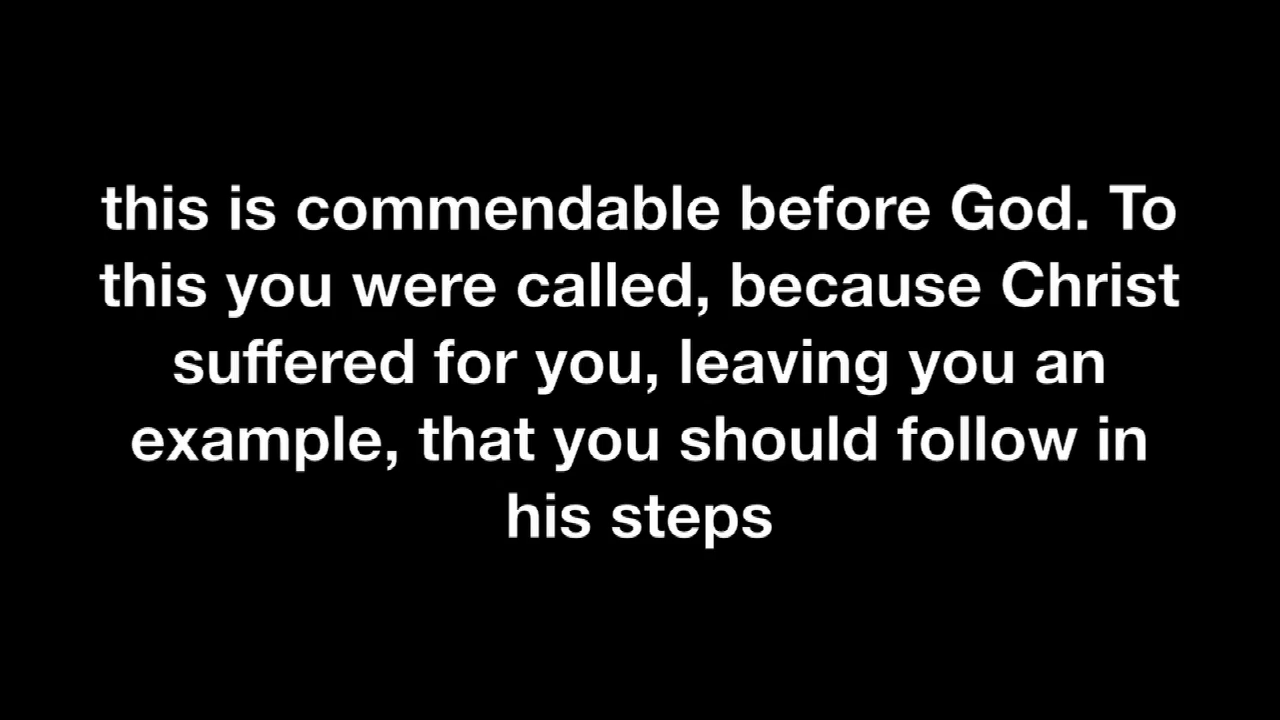 this is commendable before God. To
this you were called, because Christ
suffered for you, leaving you an
example, that you should follow in
his steps